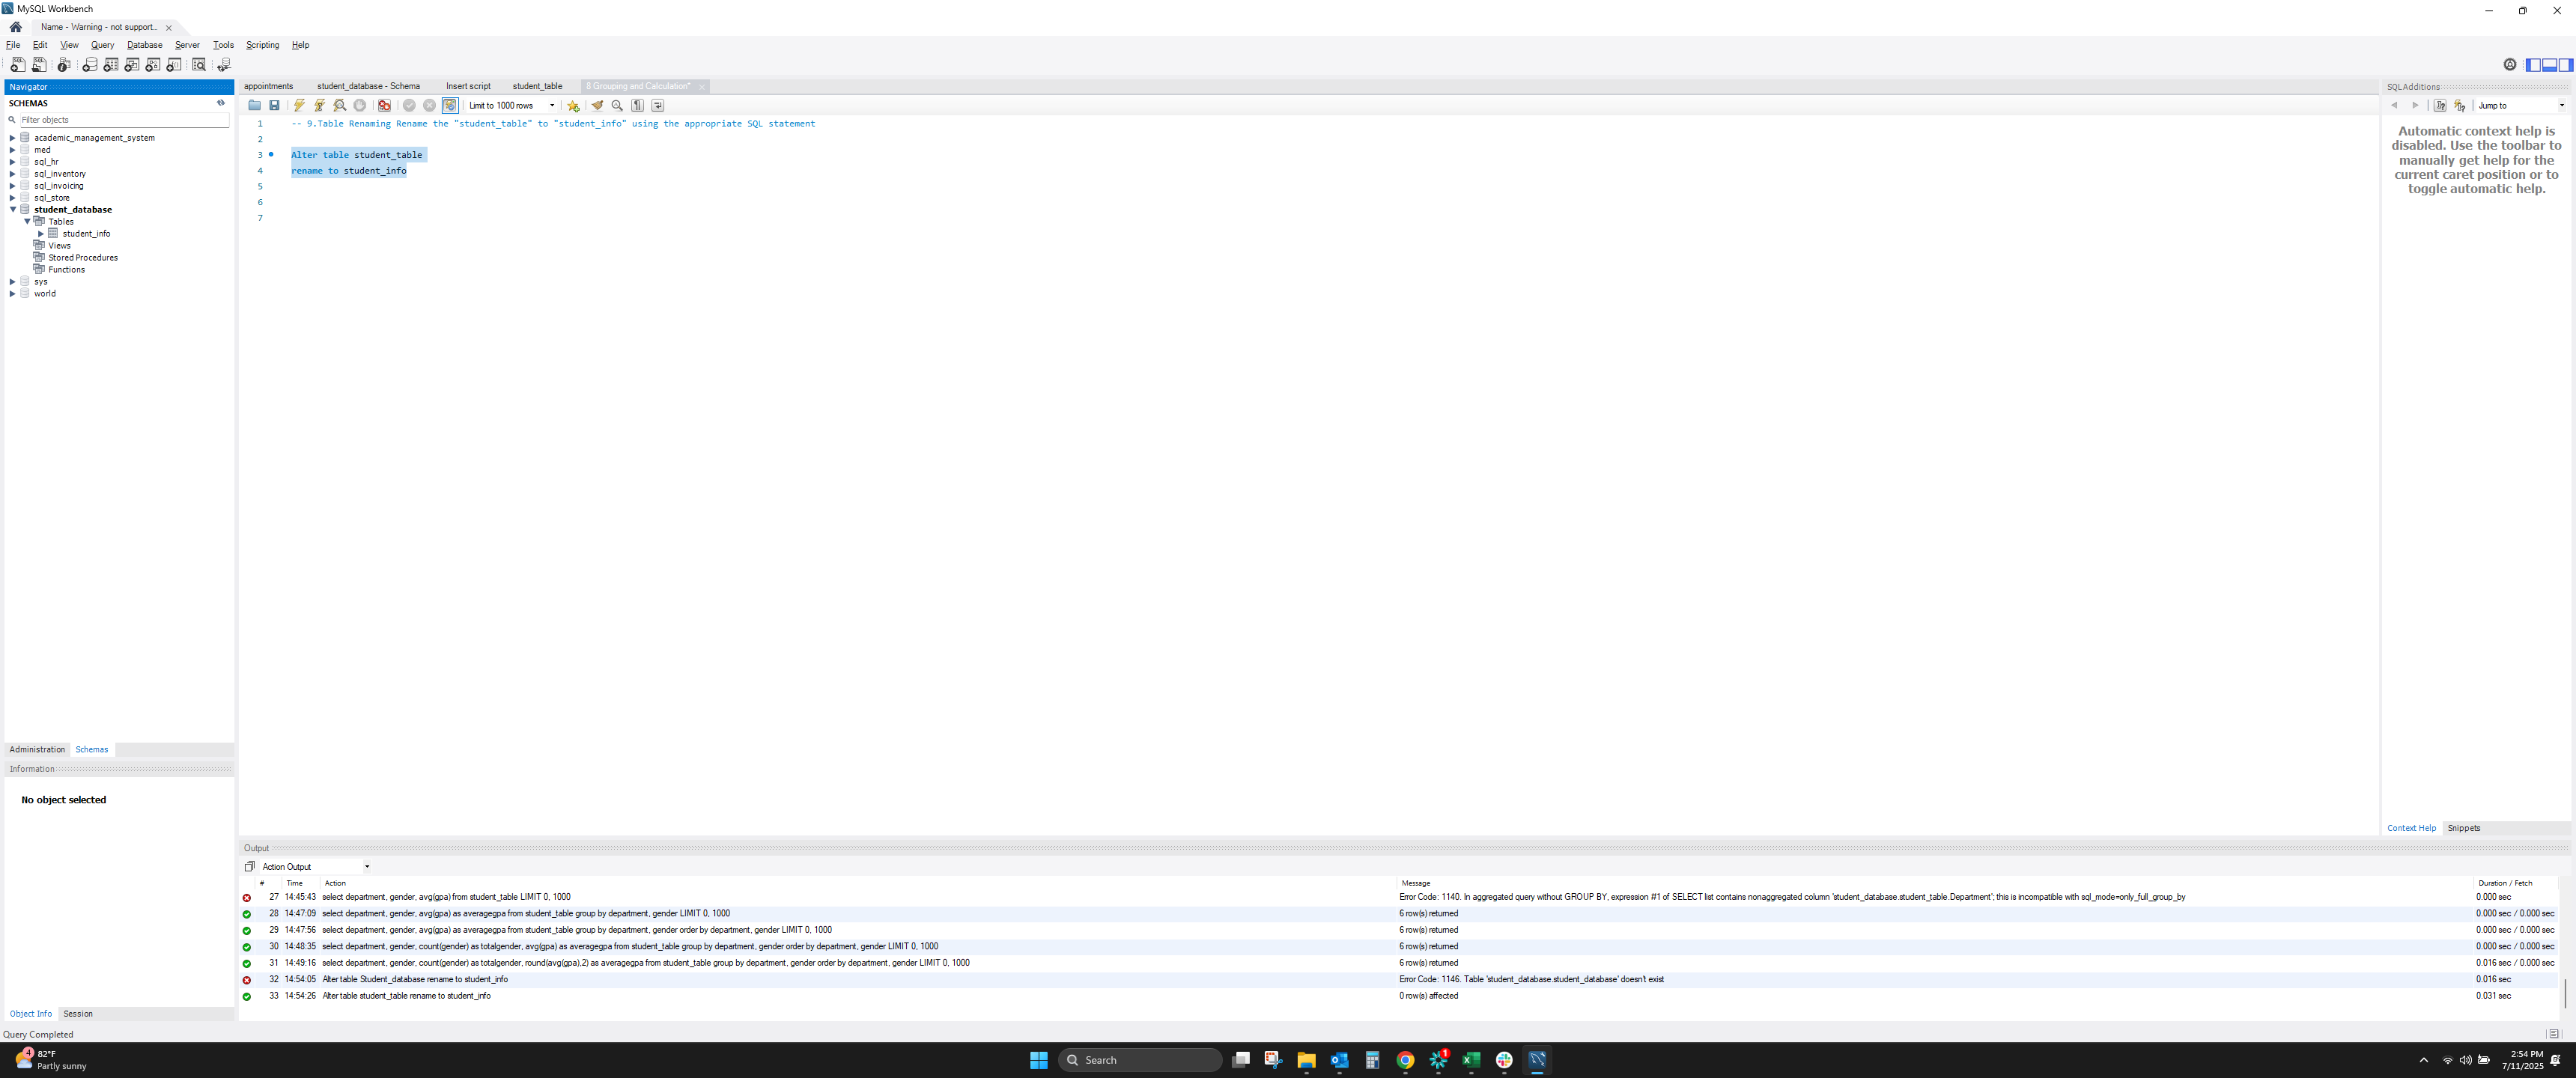 MySQL Workbench
Name - Warning - not support...
File Edit View Query Database Server Tools Scripting Help
Navigator
SCHEMAS
Filter objects
academic_management_system
med
sql_hr
sql_inventory
sql_invoicing
sql_store
student_database
Tables
student_info
Views
Stored Procedures
Functions
sys
world
Administration Schemas
Information
No object selected
Object Info Session
Query Completed
appointments student_database - Schema Insert script student_table 8 Grouping and Calculation*
Limit to 1000 rows
1 -- 9.Table Renaming Rename the "student_table" to "student_info" using the appropriate SQL statement
2
3 Alter table student_table
4 rename to student_info
5
6
7
SQLAdditions
Jump to
Automatic context help is
disabled. Use the toolbar to
manually get help for the
current caret position or to
toggle automatic help.
Context Help Snippets
Output
Action Output
# Time Action Message Duration / Fetch
27 14:45:43 select department, gender, avg(gpa) from student_table LIMIT 0, 1000 Error Code: 1140. In aggregated query without GROUP BY, expression #1 of SELECT list contains nonaggregated column 'student_database.student_table.Department'; this is incompatible with sql_mode=only_full_group_by 0.000 sec
28 14:47:09 select department, gender, avg(gpa) as averagegpa from student_table group by department, gender LIMIT 0, 1000 6 row(s) returned 0.000 sec / 0.000 sec
29 14:47:56 select department, gender, avg(gpa) as averagegpa from student_table group by department, gender order by department, gender LIMIT 0, 1000 6 row(s) returned 0.000 sec / 0.000 sec
30 14:48:35 select department, gender, count(gender) as totalgender, avg(gpa) as averagegpa from student_table group by department, gender order by department, gender LIMIT 0, 1000 6 row(s) returned 0.000 sec / 0.000 sec
31 14:49:16 select department, gender, count(gender) as totalgender, round(avg(gpa),2) as averagegpa from student_table group by department, gender order by department, gender LIMIT 0, 1000 6 row(s) returned 0.016 sec / 0.000 sec
32 14:54:05 Alter table Student_database rename to student_info Error Code: 1146. Table 'student_database.student_database' doesn't exist 0.016 sec
33 14:54:26 Alter table student_table rename to student_info 0 row(s) affected 0.031 sec
4
82°F
Partly sunny
Search
1
2:54 PM
7/11/2025